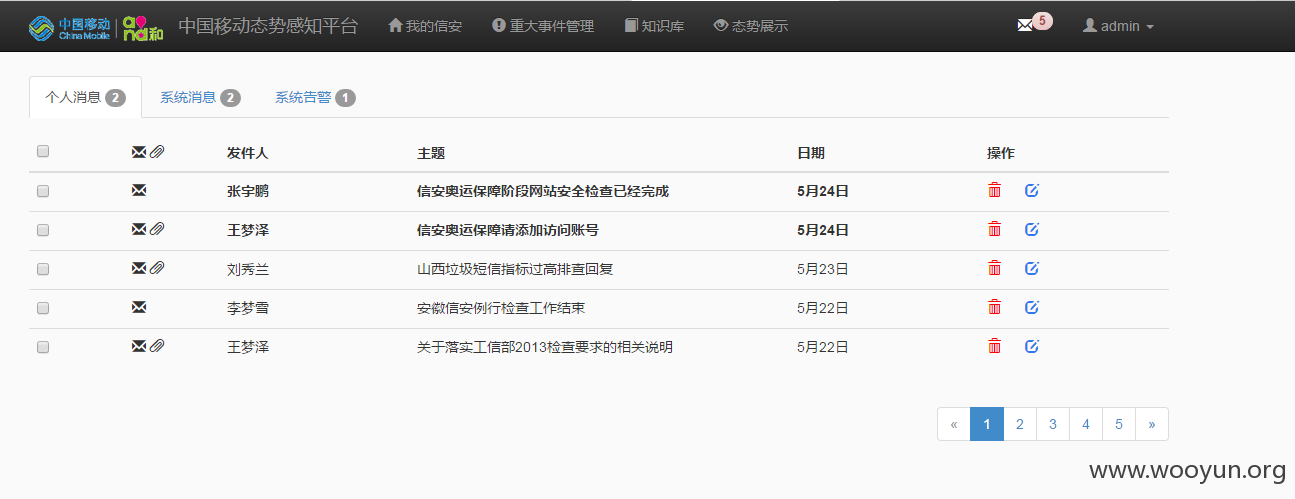 中国移动 China Mobile and和 中国移动态势感知平台 我的信安 重大事件管理 知识库 态势展示 5 admin
个人消息 2 系统消息 2 系统告警 1
发件人 主题 日期 操作
张宇鹏 信安奥运保障阶段网站安全检查已经完成 5月24日
王梦泽 信安奥运保障请添加访问账号 5月24日
刘秀兰 山西垃圾短信指标过高排查回复 5月23日
李梦雪 安徽信安例行检查工作结束 5月22日
王梦泽 关于落实工信部2013检查要求的相关说明 5月22日
« 1 2 3 4 5 »
www.wooyun.org